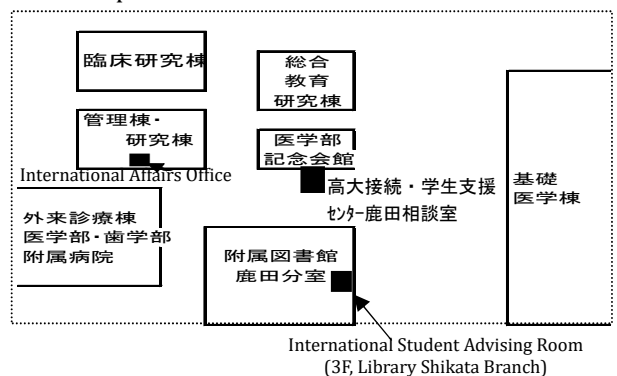 臨床研究棟
総合
教育
研究棟
管理棟・
研究棟
医学部
記念会館
International Affairs Office
高大接続・学生支援
ｾﾝﾀｰ鹿田相談室
基礎
医学棟
外来診療棟
医学部・歯学部
附属病院
附属図書館
鹿田分室
International Student Advising Room
(3F, Library Shikata Branch)